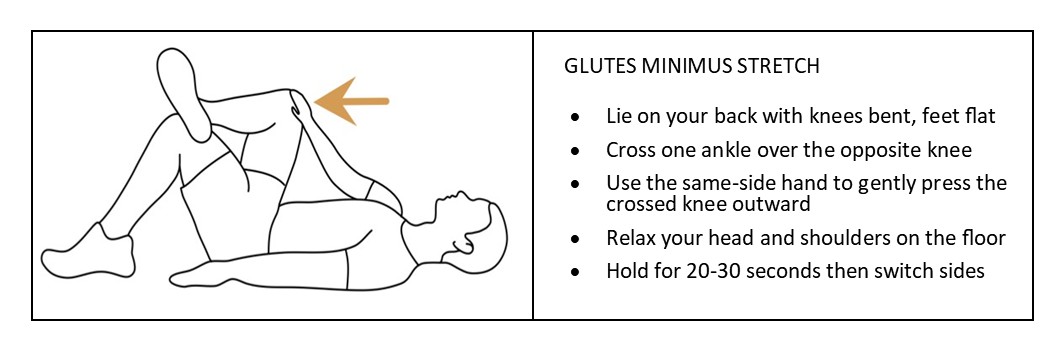 GLUTES MINIMUS STRETCH
• Lie on your back with knees bent, feet flat
• Cross one ankle over the opposite knee
• Use the same-side hand to gently press the
crossed knee outward
• Relax your head and shoulders on the floor
• Hold for 20-30 seconds then switch sides